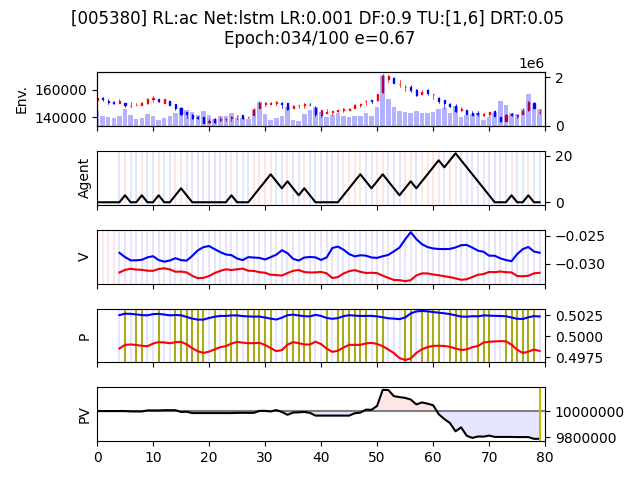 [005380] RL:ac Net:lstm LR:0.001 DF:0.9 TU:[1,6] DRT:0.05
Epoch:034/100 e=0.67
1e6
Env.
160000
140000
2
0
Agent
20
0
V
−0.025
−0.030
P
0.5025
0.5000
0.4975
PV
10000000
9800000
0 10 20 30 40 50 60 70 80